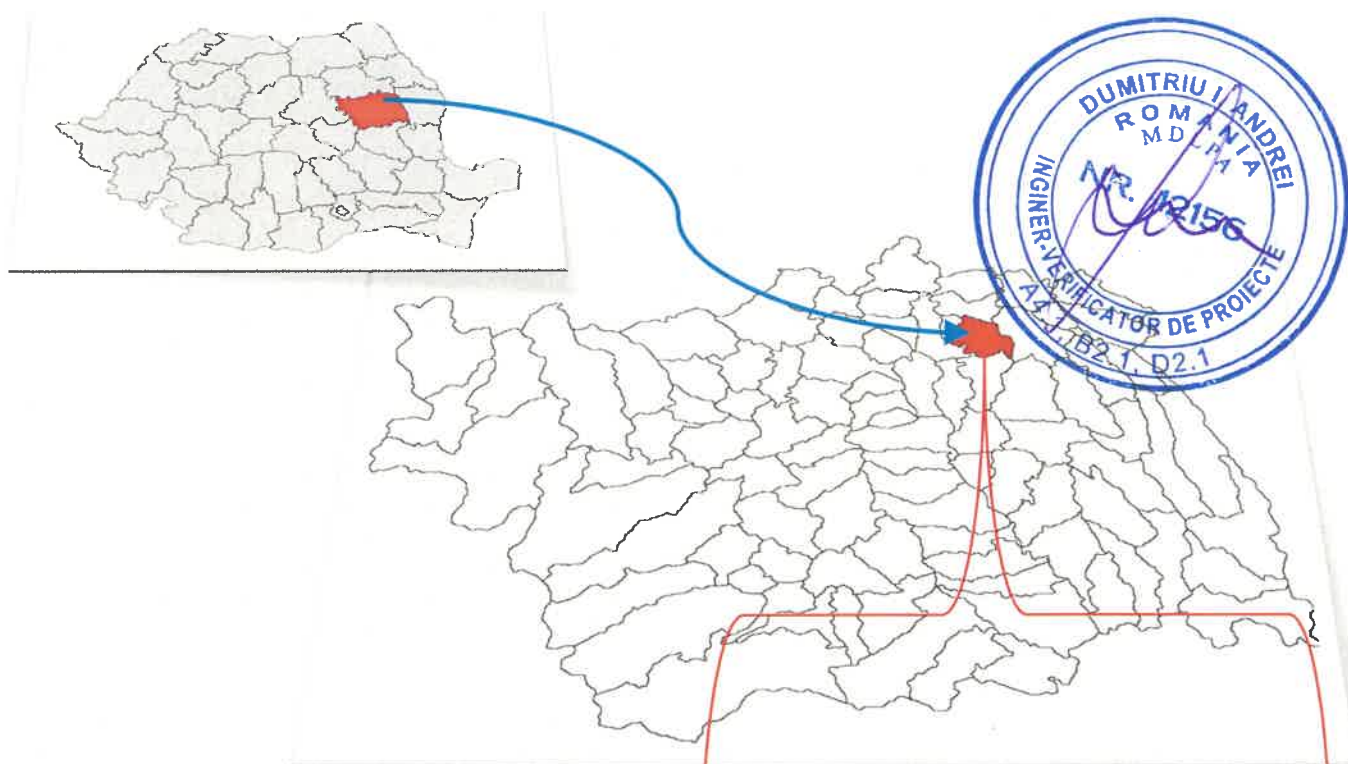 DUMITRIU I. ANDREI
ROMANIA
MDLPA
NR. 12156
INGINER-VERIFICATOR DE PROIECTE
A4.1, B2.1, D2.1